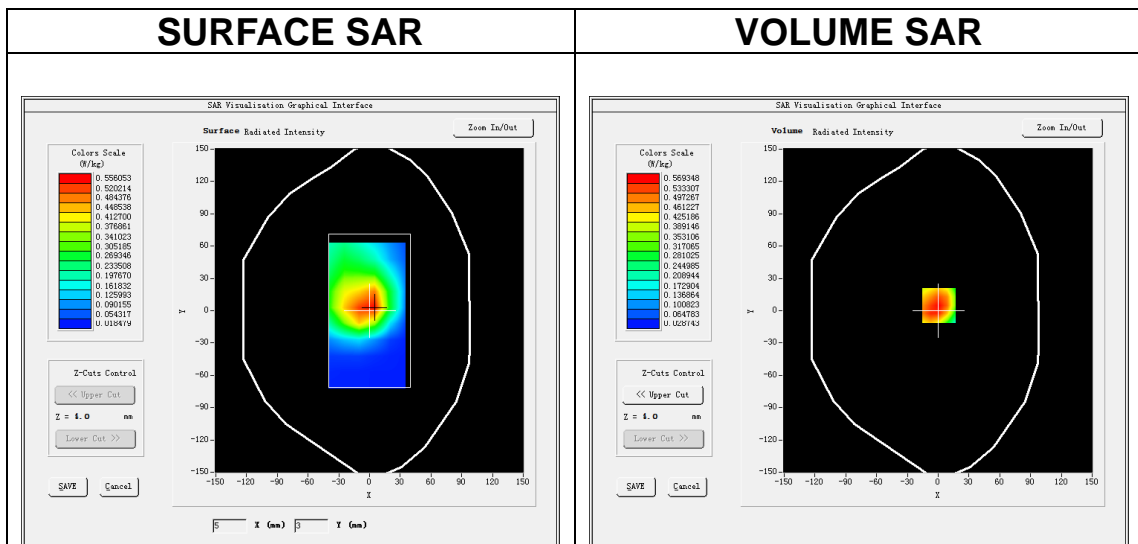 SURFACE SAR
VOLUME SAR
SAR Visualisation Graphical Interface
Surface Radiated Intensity
Zoom In/Out
Colors Scale
(W/kg)
0.556053
0.520214
0.484376
0.448538
0.412700
0.376861
0.341023
0.305185
0.269346
0.233508
0.197670
0.161832
0.125993
0.090155
0.054317
0.018479
Z-Cuts Control
<< Upper Cut
Z = 4.0 mm
Lower Cut >>
SAVE
Cancel
150
120
90
60
30
0
-30
-60
-90
-120
-150
Y
-150 -120 -90 -60 -30 0 30 60 90 120 150
X
5 X (mm) 3 Y (mm)
SAR Visualisation Graphical Interface
Volume Radiated Intensity
Zoom In/Out
Colors Scale
(W/kg)
0.569348
0.533307
0.497267
0.461227
0.425186
0.389146
0.353106
0.317065
0.281025
0.244985
0.208944
0.172904
0.136864
0.100823
0.064783
0.028743
Z-Cuts Control
<< Upper Cut
Z = 4.0 mm
Lower Cut >>
SAVE
Cancel
150
120
90
60
30
0
-30
-60
-90
-120
-150
Y
-150 -120 -90 -60 -30 0 30 60 90 120 150
X